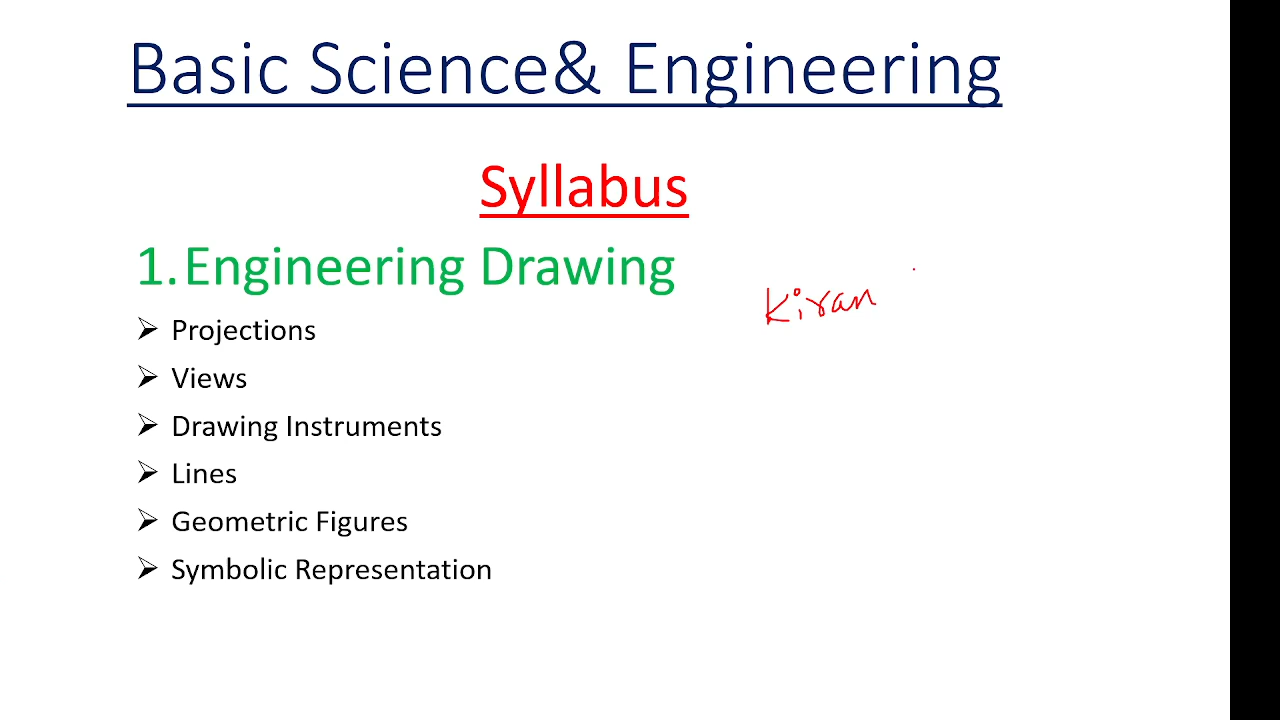 Basic Science& Engineering
Syllabus
1.Engineering Drawing
Kiran
➢ Projections
➢ Views
➢ Drawing Instruments
➢ Lines
➢ Geometric Figures
➢ Symbolic Representation